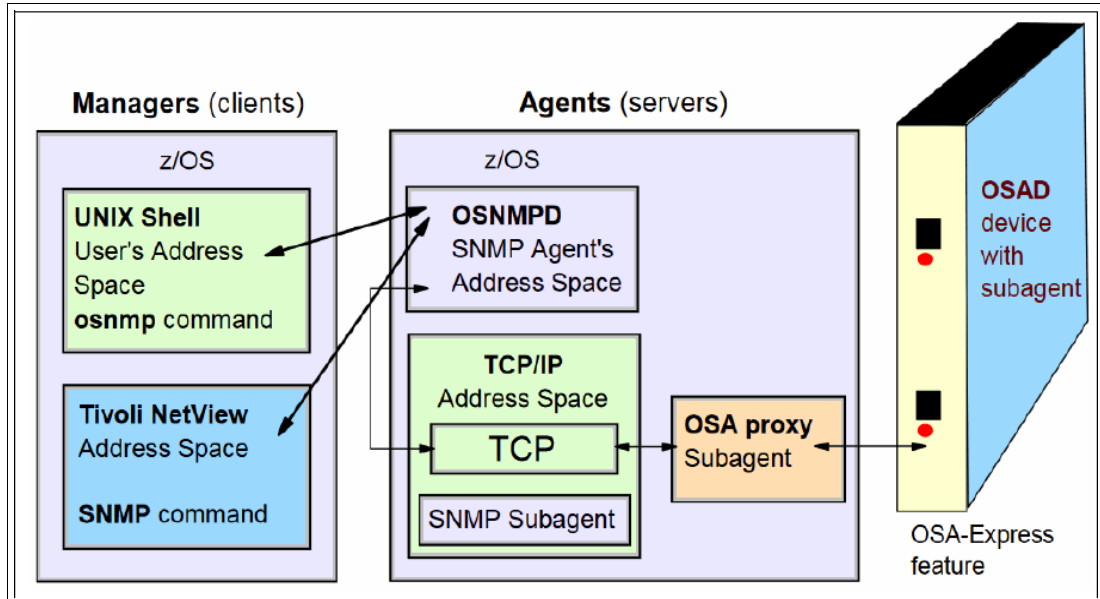 Managers (clients)
z/OS
UNIX Shell
User's Address
Space
osnmp command
Tivoli NetView
Address Space
SNMP command
Agents (servers)
z/OS
OSNMPD
SNMP Agent's
Address Space
TCP/IP
Address Space
TCP
SNMP Subagent
OSA proxy
Subagent
OSAD
device
with
subagent
OSA-Express
feature